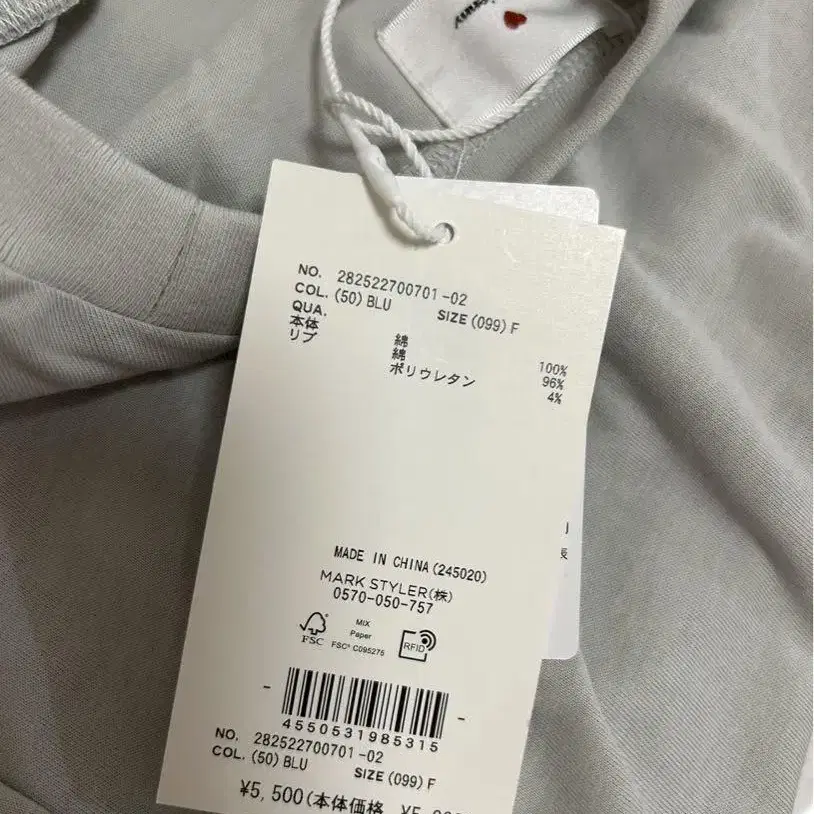 NO. 282522700701-02
COL. (50) BLU SIZE (099) F
QUA.
本体 綿 100%
リブ 綿 96%
ポリウレタン 4%
MADE IN CHINA (245020)
MARK STYLER(株)
0570-050-757
FSC
MIX
Paper
FSC® C095275
RFID
4550531985315
NO. 282522700701-02
COL. (50) BLU SIZE (099) F
¥5,500(本体価格